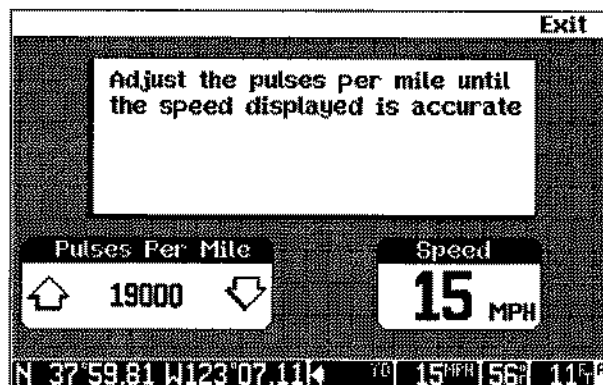 Exit
Adjust the pulses per mile until
the speed displayed is accurate
Pulses Per Mile
19000
Speed
15 MPH
N 37°59.81 W123°07.11 15MPH 56° 11